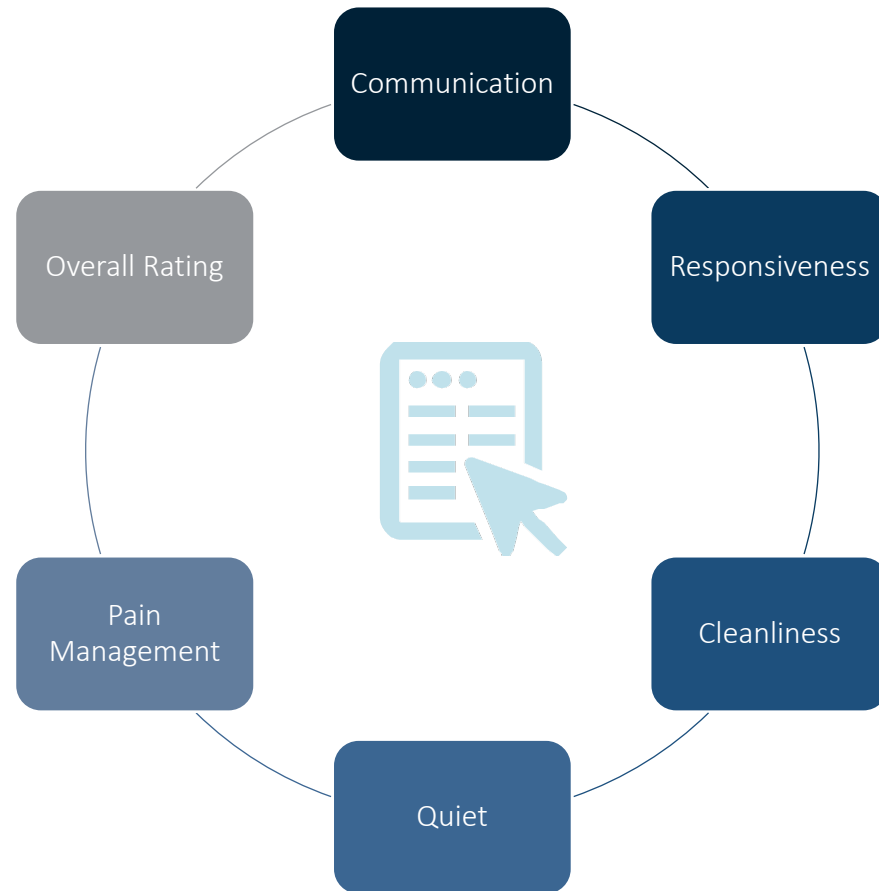 Communication
Responsiveness
Cleanliness
Quiet
Pain
Management
Overall Rating